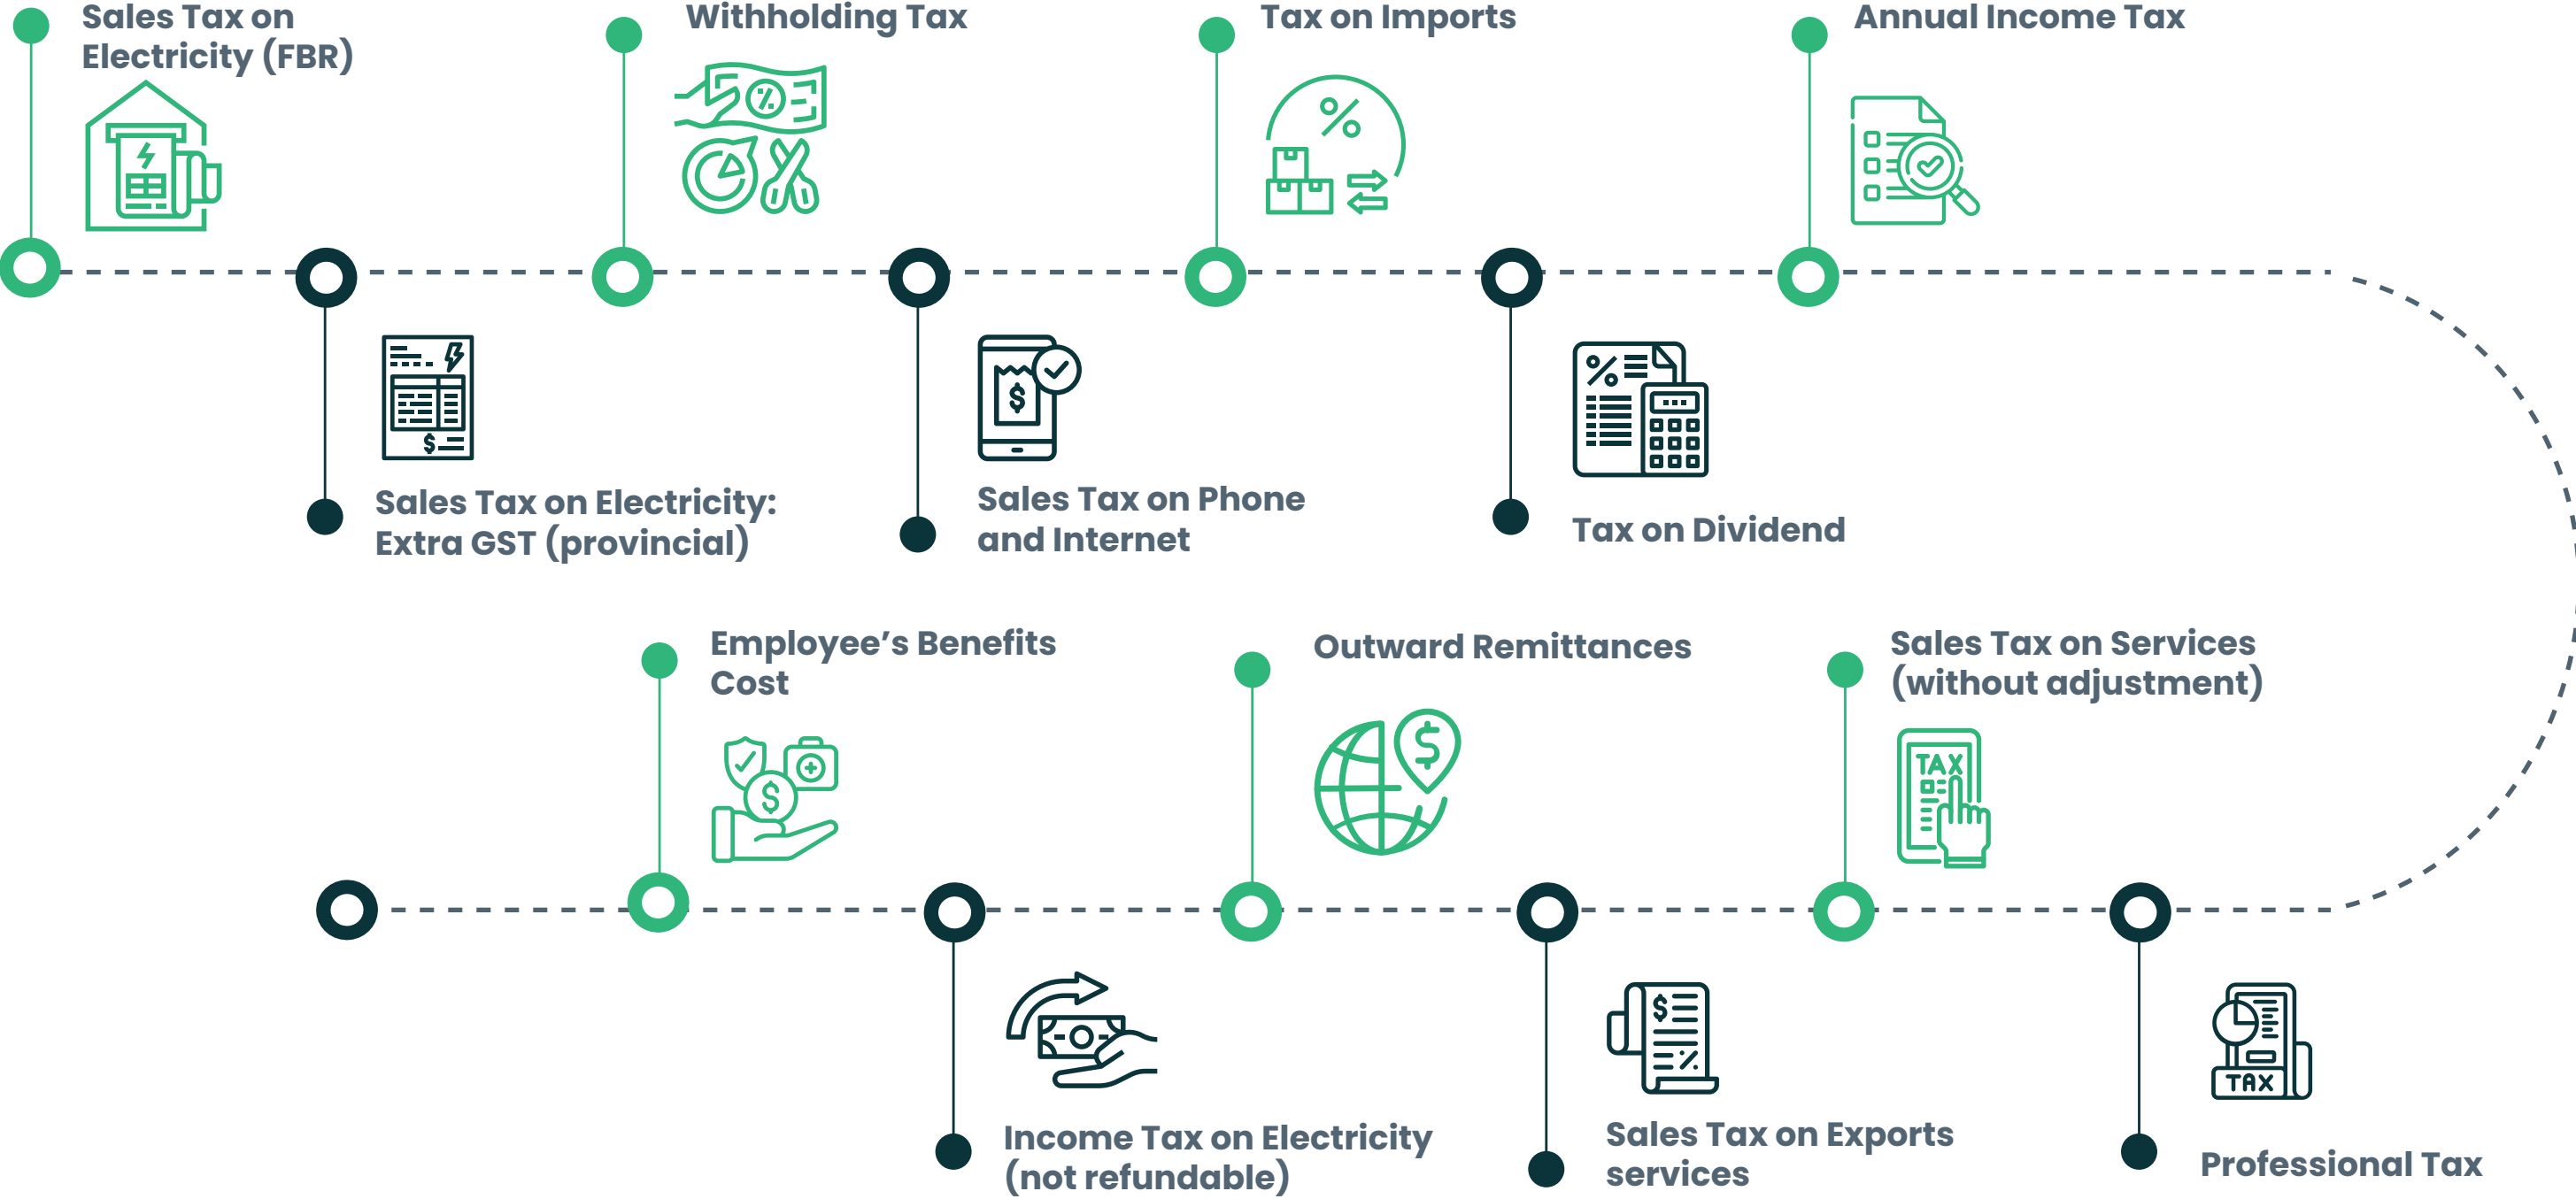 Sales Tax on
Electricity (FBR)
Withholding Tax
Tax on Imports
Annual Income Tax
Sales Tax on Electricity:
Extra GST (provincial)
Sales Tax on Phone
and Internet
Tax on Dividend
Employee’s Benefits
Cost
Outward Remittances
Sales Tax on Services
(without adjustment)
TAX
Income Tax on Electricity
(not refundable)
Sales Tax on Exports
services
TAX
Professional Tax